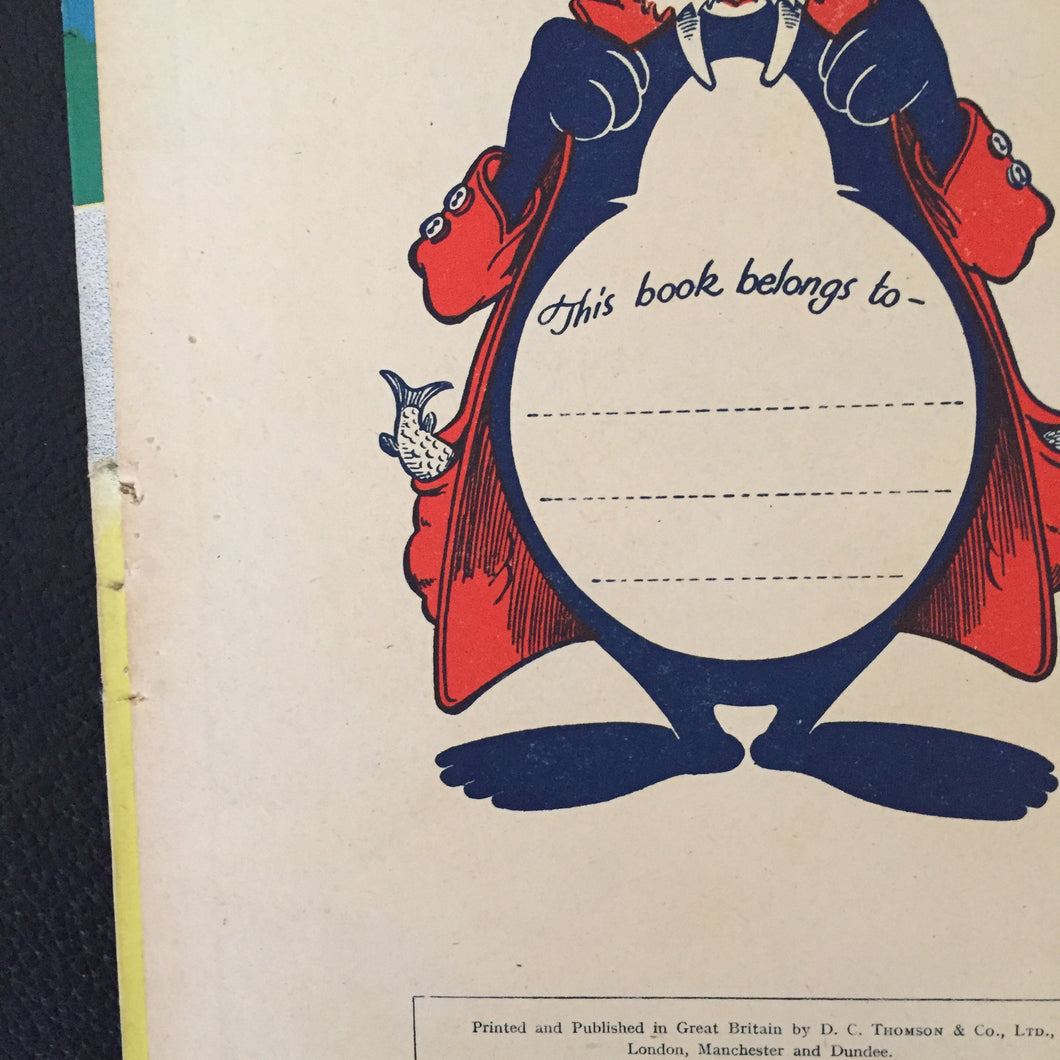 This book belongs to –
Printed and Published in Great Britain by D. C. THOMSON & Co., LTD.,
London, Manchester and Dundee.